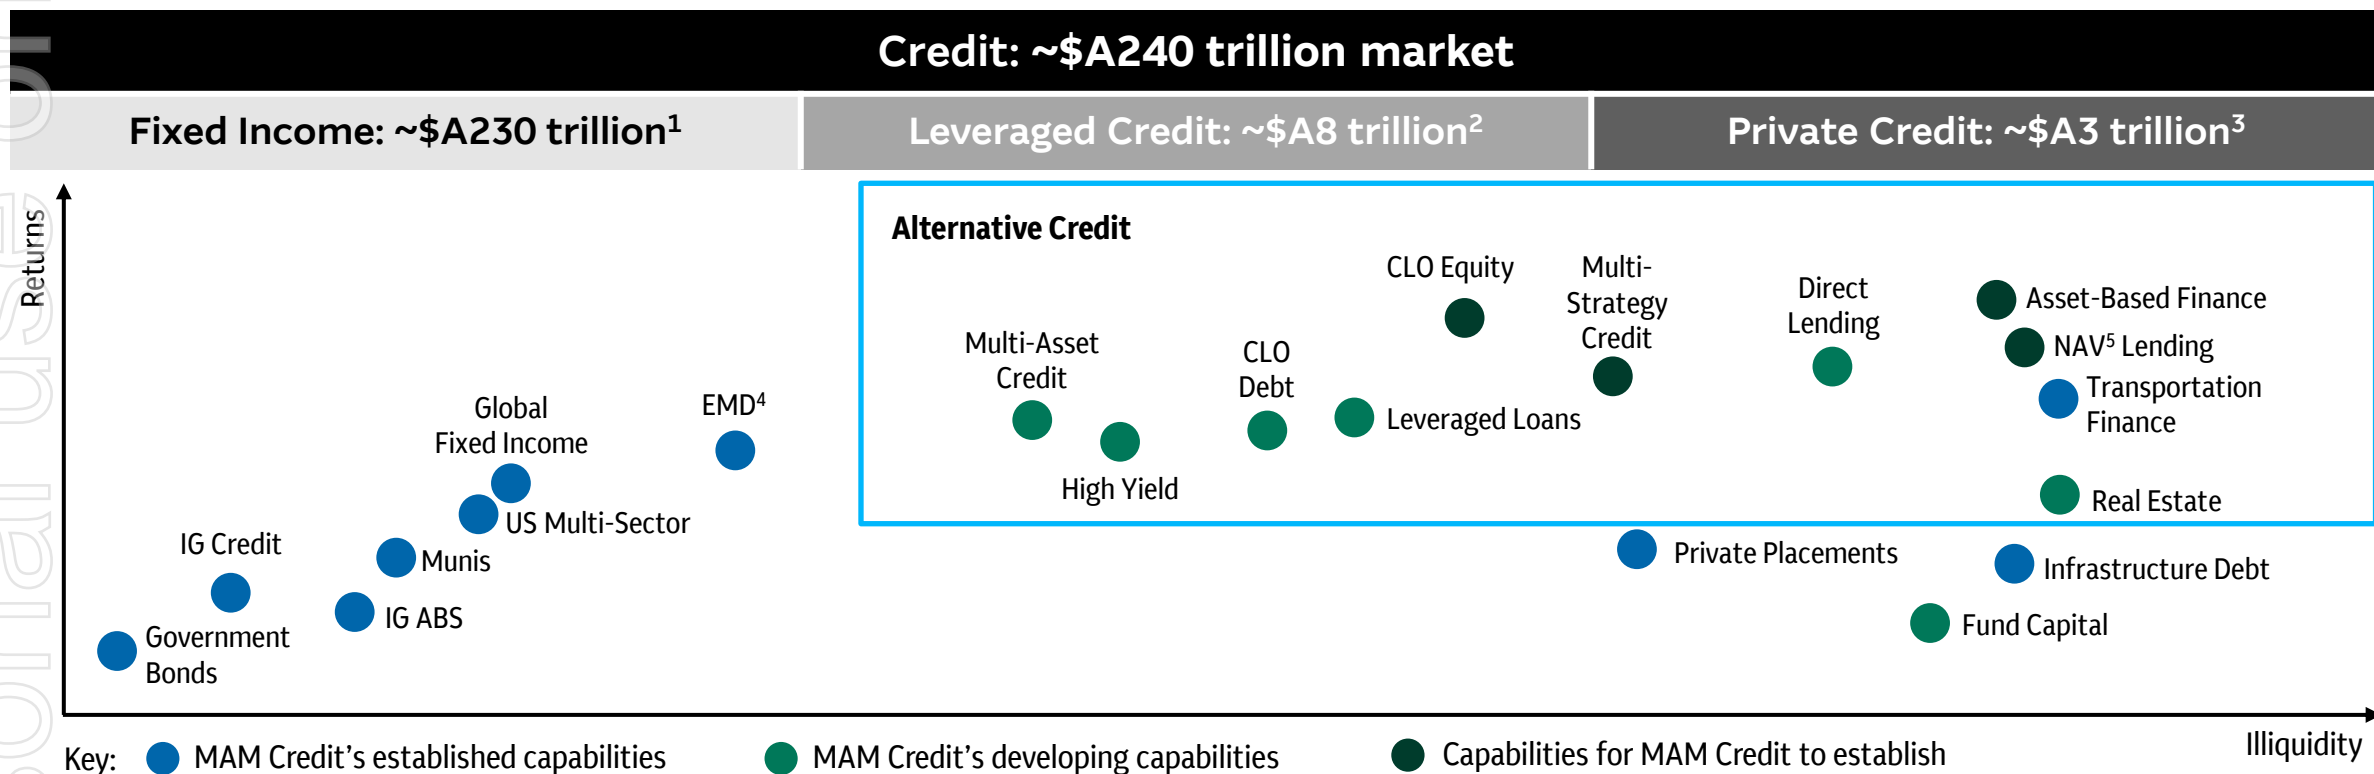 Credit: ~$A240 trillion market
Fixed Income: ~$A230 trillion¹
Leveraged Credit: ~$A8 trillion²
Private Credit: ~$A3 trillion³
Returns
Alternative Credit
Government
Bonds
IG Credit
IG ABS
Munis
US Multi-Sector
Global
Fixed Income
EMD⁴
Multi-Asset
Credit
High Yield
CLO
Debt
Leveraged Loans
CLO Equity
Multi-
Strategy
Credit
Direct
Lending
Asset-Based Finance
NAV⁵ Lending
Transportation
Finance
Real Estate
Private Placements
Infrastructure Debt
Fund Capital
Illiquidity
Key:
MAM Credit’s established capabilities
MAM Credit’s developing capabilities
Capabilities for MAM Credit to establish